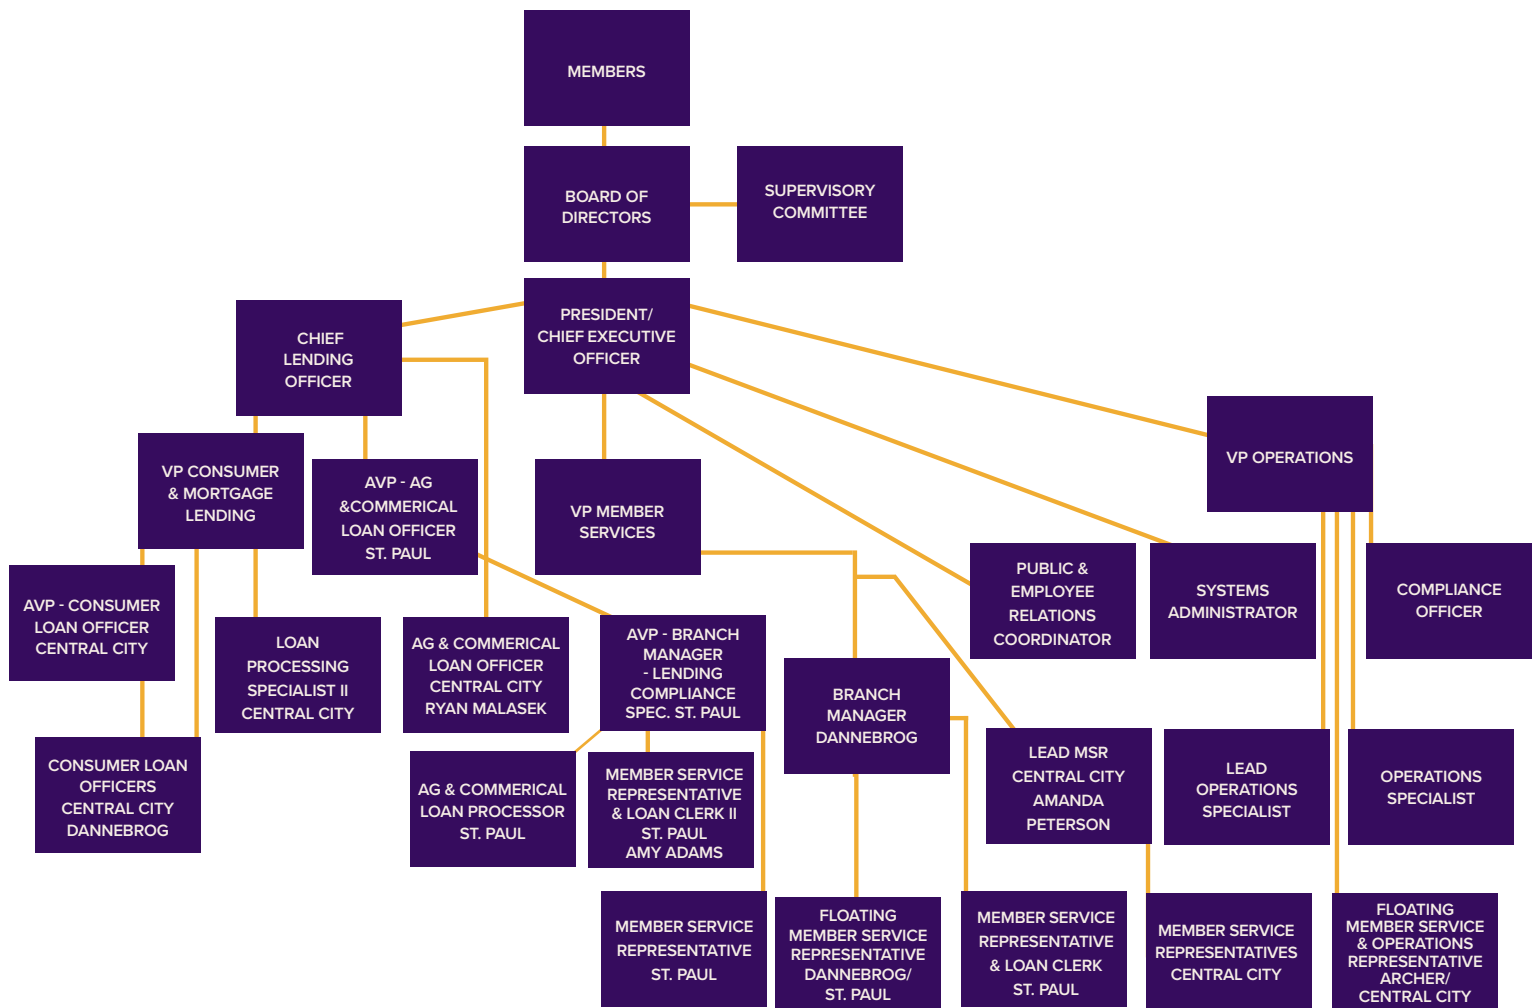 MEMBERS
BOARD OF
DIRECTORS
SUPERVISORY
COMMITTEE
PRESIDENT/
CHIEF EXECUTIVE
OFFICER
CHIEF
LENDING
OFFICER
VP OPERATIONS
VP CONSUMER
& MORTGAGE
LENDING
AVP - AG
&COMMERICAL
LOAN OFFICER
ST. PAUL
VP MEMBER
SERVICES
PUBLIC &
EMPLOYEE
RELATIONS
COORDINATOR
SYSTEMS
ADMINISTRATOR
COMPLIANCE
OFFICER
AVP - CONSUMER
LOAN OFFICER
CENTRAL CITY
LOAN
PROCESSING
SPECIALIST II
CENTRAL CITY
AG & COMMERICAL
LOAN OFFICER
CENTRAL CITY
RYAN MALASEK
AVP - BRANCH
MANAGER
- LENDING
COMPLIANCE
SPEC. ST. PAUL
BRANCH
MANAGER
DANNEBROG
LEAD MSR
CENTRAL CITY
AMANDA
PETERSON
LEAD
OPERATIONS
SPECIALIST
OPERATIONS
SPECIALIST
CONSUMER LOAN
OFFICERS
CENTRAL CITY
DANNEBROG
AG & COMMERICAL
LOAN PROCESSOR
ST. PAUL
MEMBER SERVICE
REPRESENTATIVE
& LOAN CLERK II
ST. PAUL
AMY ADAMS
MEMBER SERVICE
REPRESENTATIVE
ST. PAUL
FLOATING
MEMBER SERVICE
REPRESENTATIVE
DANNEBROG/
ST. PAUL
MEMBER SERVICE
REPRESENTATIVE
& LOAN CLERK
ST. PAUL
MEMBER SERVICE
REPRESENTATIVES
CENTRAL CITY
FLOATING
MEMBER SERVICE
& OPERATIONS
REPRESENTATIVE
ARCHER/
CENTRAL CITY